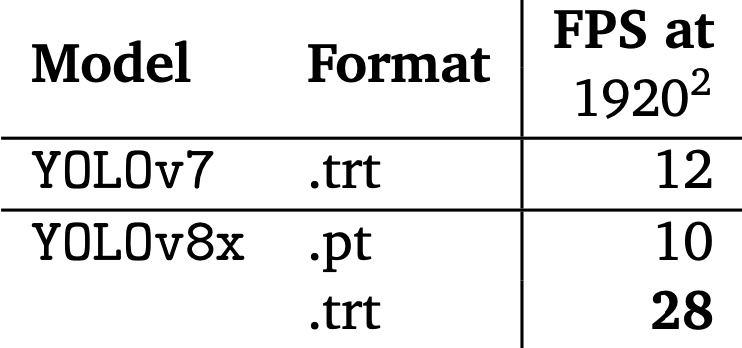 Model Format FPS at
1920²
YOLOv7 .trt 12
YOLOv8x .pt 10
.trt 28